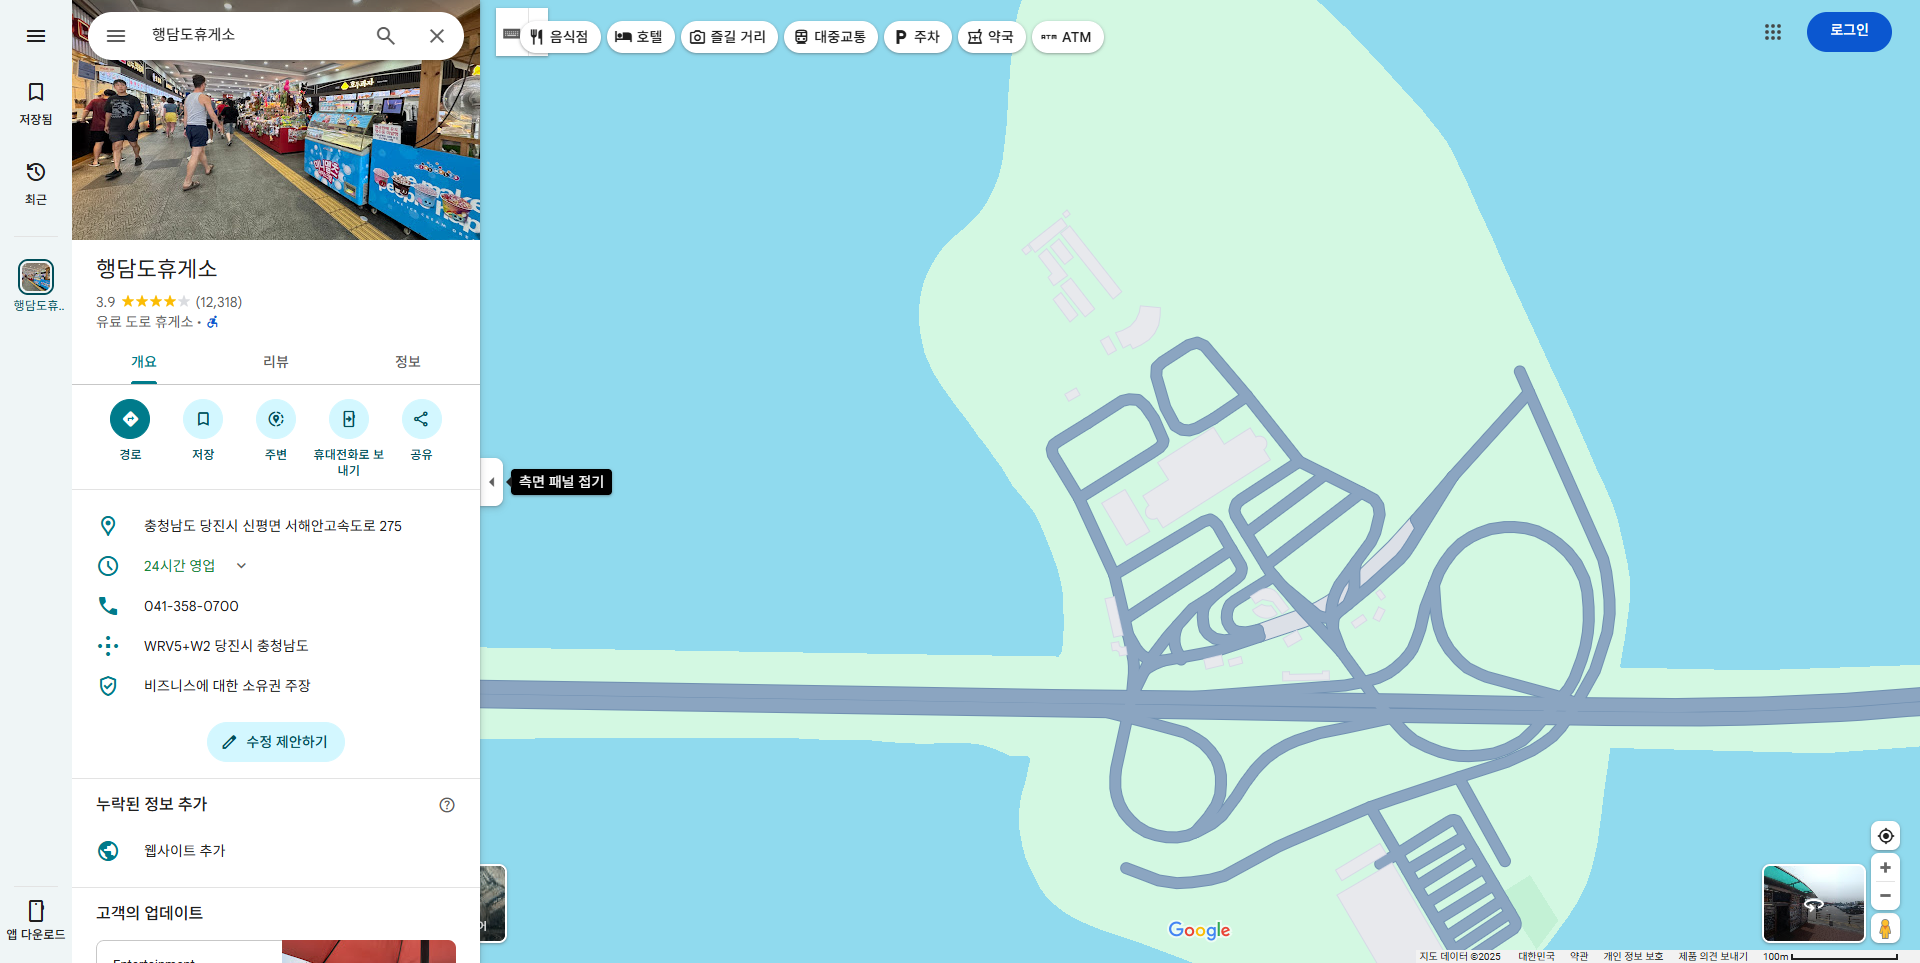 행담도휴게소
음식점
호텔
즐길 거리
대중교통
주차
약국
ATM
로그인
저장됨
최근
행담도휴..
앱 다운로드
행담도휴게소
3.9 (12,318)
유료 도로 휴게소 ·
개요
리뷰
정보
경로
저장
주변
휴대전화로 보
내기
공유
측면 패널 접기
충청남도 당진시 신평면 서해안고속도로 275
24시간 영업
041-358-0700
WRV5+W2 당진시 충청남도
비즈니스에 대한 소유권 주장
수정 제안하기
누락된 정보 추가
웹사이트 추가
고객의 업데이트
Entertainment
Google
지도 데이터 ©2025 대한민국 약관 개인 정보 보호 제품 의견 보내기 100m